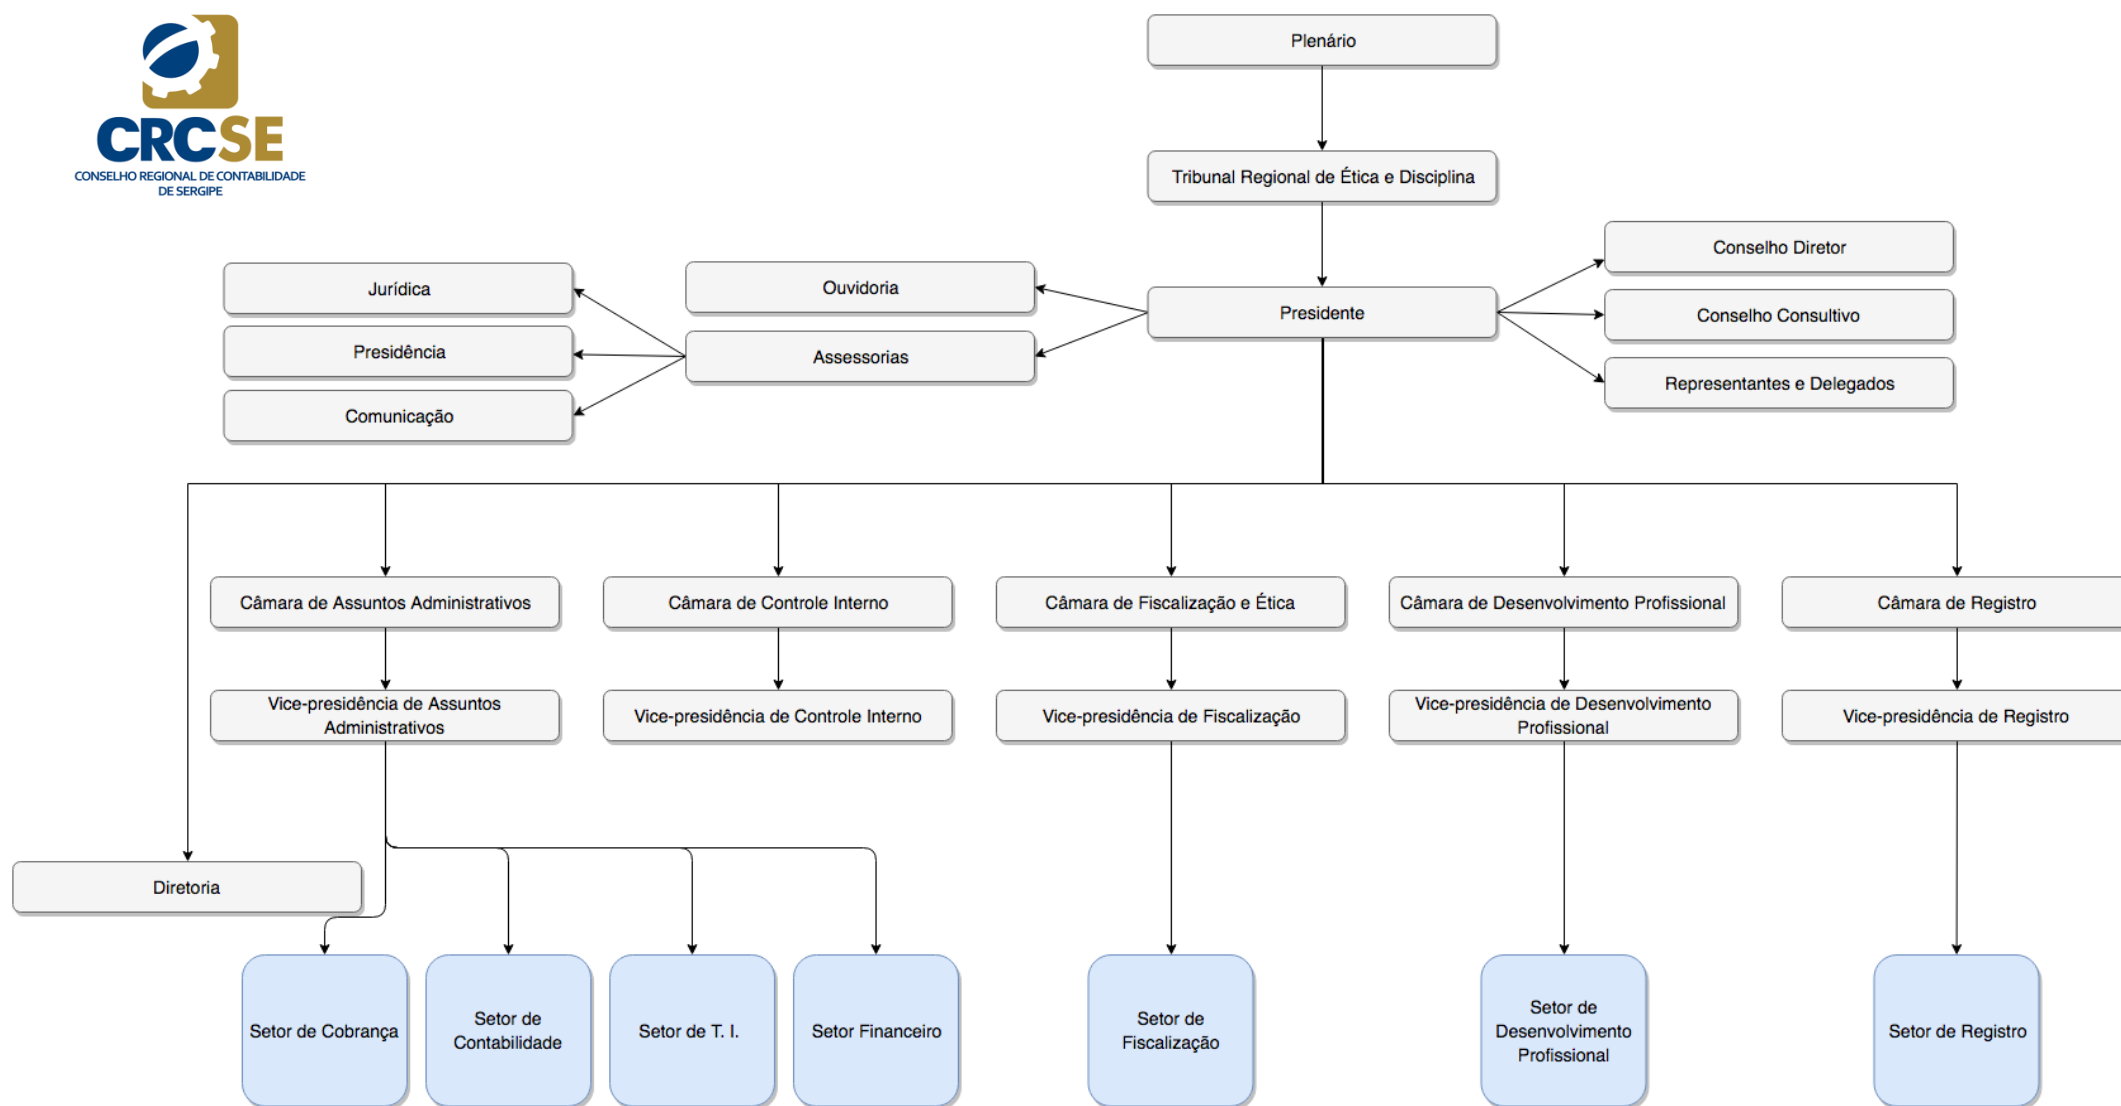 Plenário
CRCSE
CONSELHO REGIONAL DE CONTABILIDADE
DE SERGIPE
Tribunal Regional de Ética e Disciplina
Conselho Diretor
Jurídica
Ouvidoria
Presidente
Conselho Consultivo
Presidência
Assessorias
Representantes e Delegados
Comunicação
Câmara de Assuntos Administrativos
Câmara de Controle Interno
Câmara de Fiscalização e Ética
Câmara de Desenvolvimento Profissional
Câmara de Registro
Vice-presidência de Assuntos
Administrativos
Vice-presidência de Controle Interno
Vice-presidência de Fiscalização
Vice-presidência de Desenvolvimento
Profissional
Vice-presidência de Registro
Diretoria
Setor de Cobrança
Setor de
Contabilidade
Setor de T. I.
Setor Financeiro
Setor de
Fiscalização
Setor de
Desenvolvimento
Profissional
Setor de Registro